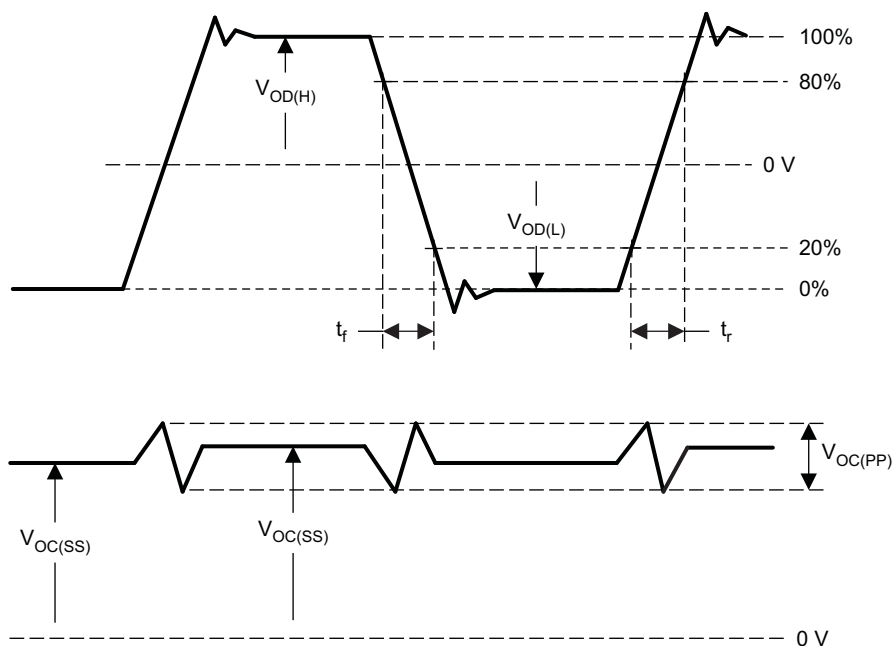 100%
80%
V_OD(H)
0 V
V_OD(L)
20%
0%
t_f
t_r
V_OC(PP)
V_OC(SS)
V_OC(SS)
0 V